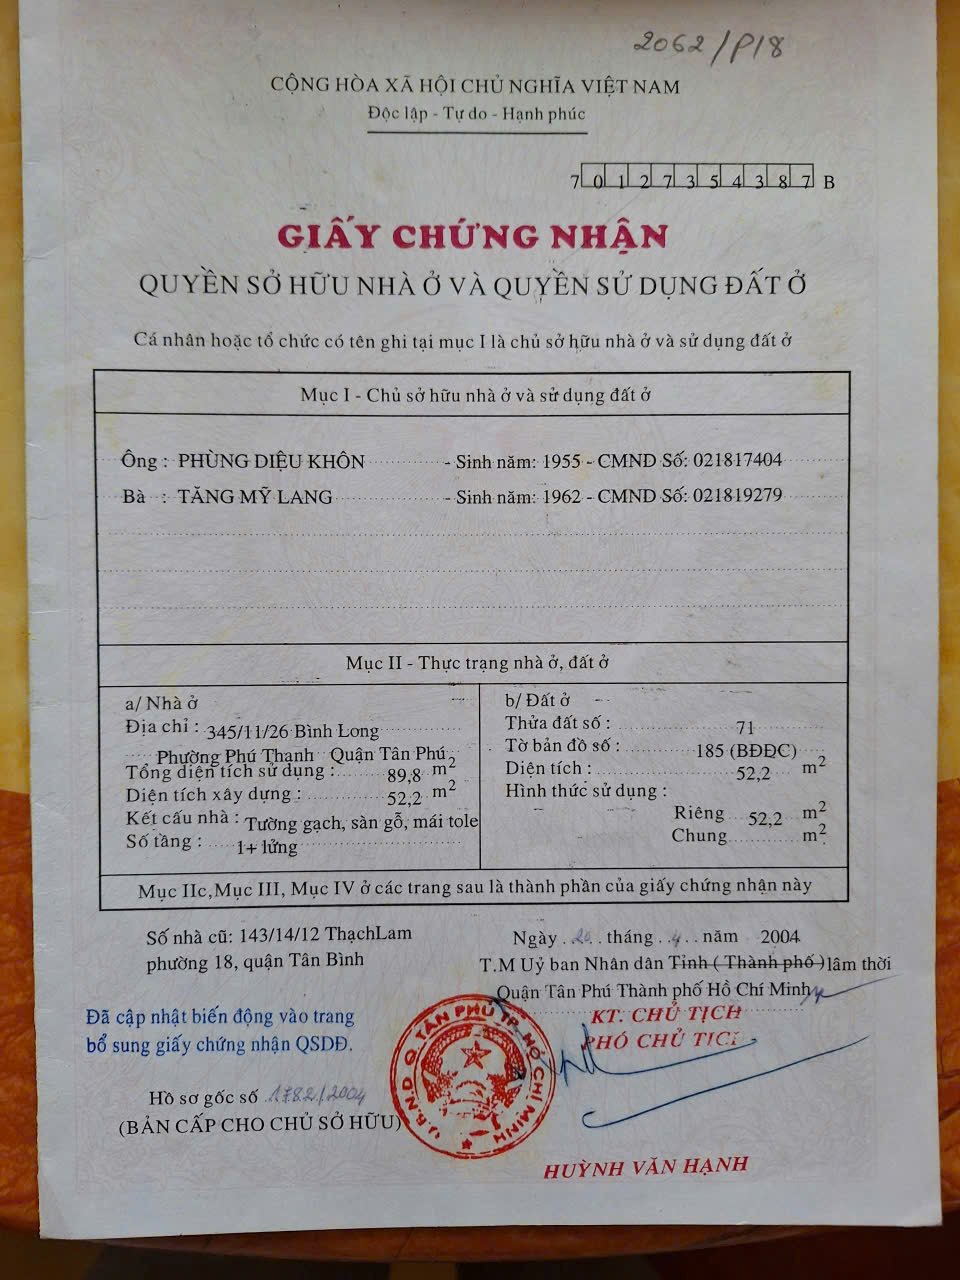 2062/P18
CỘNG HÒA XÃ HỘI CHỦ NGHĨA VIỆT NAM
Độc lập - Tự do - Hạnh phúc
7 0 1 2 7 3 5 4 3 8 7 B
GIẤY CHỨNG NHẬN
QUYỀN SỞ HỮU NHÀ Ở VÀ QUYỀN SỬ DỤNG ĐẤT Ở
Cá nhân hoặc tổ chức có tên ghi tại mục I là chủ sở hữu nhà ở và sử dụng đất ở
Mục I - Chủ sở hữu nhà ở và sử dụng đất ở
Ông : PHÙNG DIỆU KHÔN - Sinh năm: 1955 - CMND Số: 021817404
Bà : TĂNG MỸ LANG - Sinh năm: 1962 - CMND Số: 021819279
Mục II - Thực trạng nhà ở, đất ở
a/ Nhà ở
Địa chỉ : 345/11/26 Bình Long
Phường Phú Thạnh Quận Tân Phú
Tổng diện tích sử dụng : 89,8 m2
Diện tích xây dựng : 52,2 m2
Kết cấu nhà : Tường gạch, sàn gỗ, mái tole
Số tầng : 1+ lửng
b/ Đất ở
Thửa đất số : 71
Tờ bản đồ số : 185 (BĐĐC)
Diện tích : 52,2 m2
Hình thức sử dụng :
Riêng 52,2 m2
Chung m2
Mục IIc, Mục III, Mục IV ở các trang sau là thành phần của giấy chứng nhận này
Số nhà cũ: 143/14/12 ThạchLam
phường 18, quận Tân Bình
Đã cập nhật biến động vào trang
bổ sung giấy chứng nhận QSDĐ.
Hồ sơ gốc số 1782/2004
(BẢN CẤP CHO CHỦ SỞ HỮU)
Ngày 20 tháng 4 năm 2004
T.M Uỷ ban Nhân dân Tỉnh ( Thành phố ) lâm thời
Quận Tân Phú Thành phố Hồ Chí Minh
KT. CHỦ TỊCH
PHÓ CHỦ TỊCH
U.B.N.D Q. TÂN PHÚ TP. HỒ CHÍ MINH
HUỲNH VĂN HẠNH